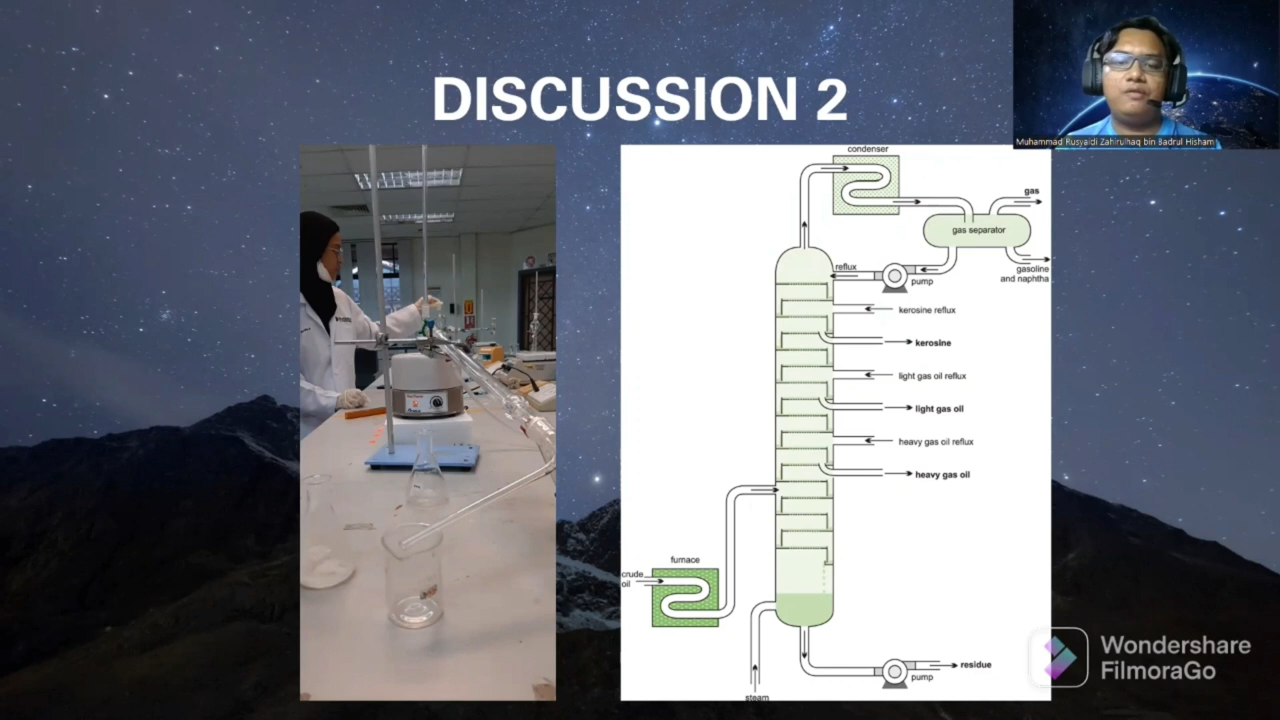 DISCUSSION 2
Muhammad Rusyaidi Zahirulhaq bin Badrul Hisham
condenser
gas
gas separator
reflux
pump
gasoline
and naphtha
kerosine reflux
kerosine
light gas oil reflux
light gas oil
heavy gas oil reflux
heavy gas oil
furnace
crude
oil
residue
pump
steam
Wondershare
FilmoraGo